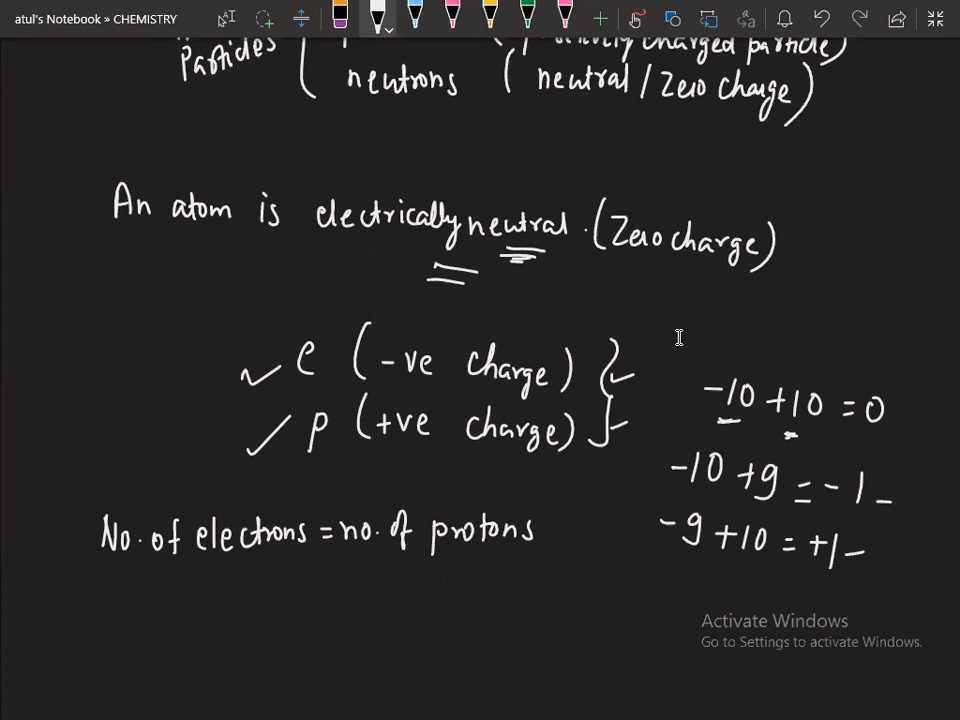 atul's Notebook » CHEMISTRY
Particles
charged particle)
neutrons (neutral / Zero charge)
An atom is electrically neutral. (Zero charge)
e (-ve charge)
p (+ve charge)
-10 +10 = 0
-10 +9 = -1
-9 +10 = +1
No. of electrons = no. of protons
Activate Windows
Go to Settings to activate Windows.